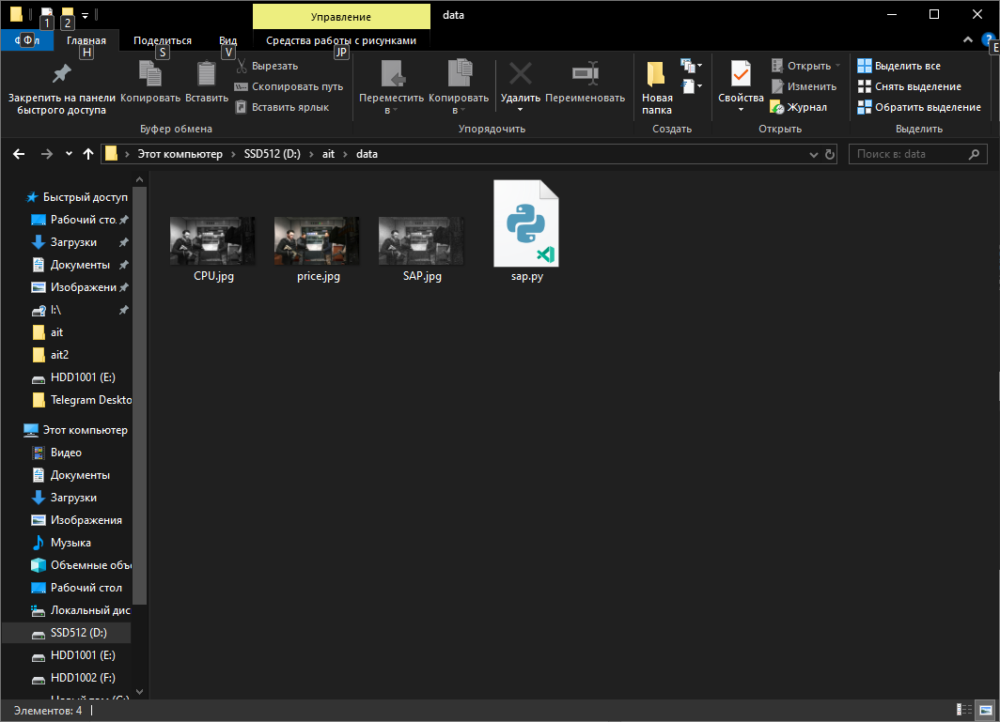 1
2
Управление
data
Ф
Главная
Поделиться
Вид
Средства работы с рисунками
H
S
V
JP
E
Закрепить на панели быстрого доступа
Копировать
Вставить
Вырезать
Скопировать путь
Вставить ярлык
Буфер обмена
Переместить в
Копировать в
Удалить
Переименовать
Упорядочить
Новая папка
Создать
Свойства
Открыть
Изменить
Журнал
Открыть
Выделить все
Снять выделение
Обратить выделение
Выделить
Этот компьютер
SSD512 (D:)
ait
data
Поиск в: data
Быстрый доступ
Рабочий сто
Загрузки
Документы
Изображени
I:\
ait
ait2
HDD1001 (E:)
Telegram Deskto
Этот компьютер
Видео
Документы
Загрузки
Изображения
Музыка
Объемные объ
Рабочий стол
Локальный дис
SSD512 (D:)
HDD1001 (E:)
HDD1002 (F:)
CPU.jpg
price.jpg
SAP.jpg
sap.py
Элементов: 4